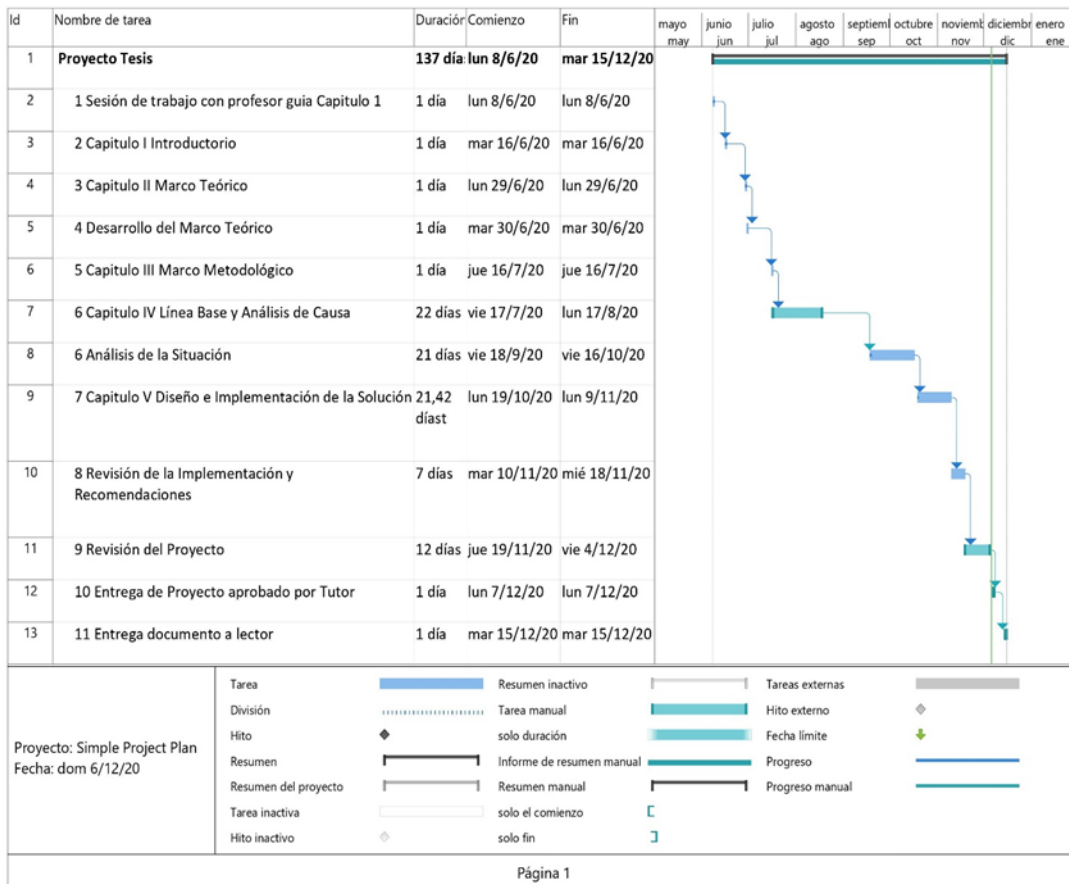 Id Nombre de tarea Duración Comienzo Fin mayo junio julio agosto septiemb octubre noviemb diciembr enero
may jun jul ago sep oct nov dic ene
1 Proyecto Tesis 137 día lun 8/6/20 mar 15/12/20
2 1 Sesión de trabajo con profesor guia Capitulo 1 1 día lun 8/6/20 lun 8/6/20
3 2 Capitulo I Introductorio 1 día mar 16/6/20 mar 16/6/20
4 3 Capitulo II Marco Teórico 1 día lun 29/6/20 lun 29/6/20
5 4 Desarrollo del Marco Teórico 1 día mar 30/6/20 mar 30/6/20
6 5 Capitulo III Marco Metodológico 1 día jue 16/7/20 jue 16/7/20
7 6 Capitulo IV Línea Base y Análisis de Causa 22 días vie 17/7/20 lun 17/8/20
8 6 Análisis de la Situación 21 días vie 18/9/20 vie 16/10/20
9 7 Capitulo V Diseño e Implementación de la Solución 21,42 lun 19/10/20 lun 9/11/20
díast
10 8 Revisión de la Implementación y 7 días mar 10/11/20 mié 18/11/20
Recomendaciones
11 9 Revisión del Proyecto 12 días jue 19/11/20 vie 4/12/20
12 10 Entrega de Proyecto aprobado por Tutor 1 día lun 7/12/20 lun 7/12/20
13 11 Entrega documento a lector 1 día mar 15/12/20 mar 15/12/20
Proyecto: Simple Project Plan
Fecha: dom 6/12/20
Tarea Resumen inactivo Tareas externas
División Tarea manual Hito externo
Hito solo duración Fecha límite
Resumen Informe de resumen manual Progreso
Resumen del proyecto Resumen manual Progreso manual
Tarea inactiva solo el comienzo
Hito inactivo solo fin
Página 1